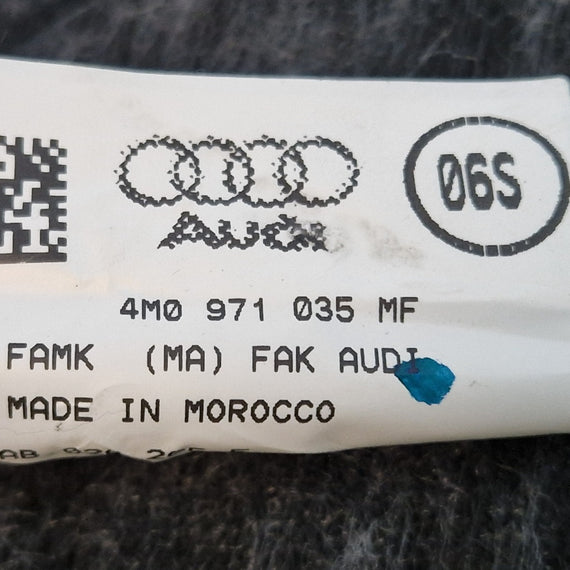 AUDI
06S
4M0 971 035 MF
FAMK (MA) FAK AUDI
MADE IN MOROCCO